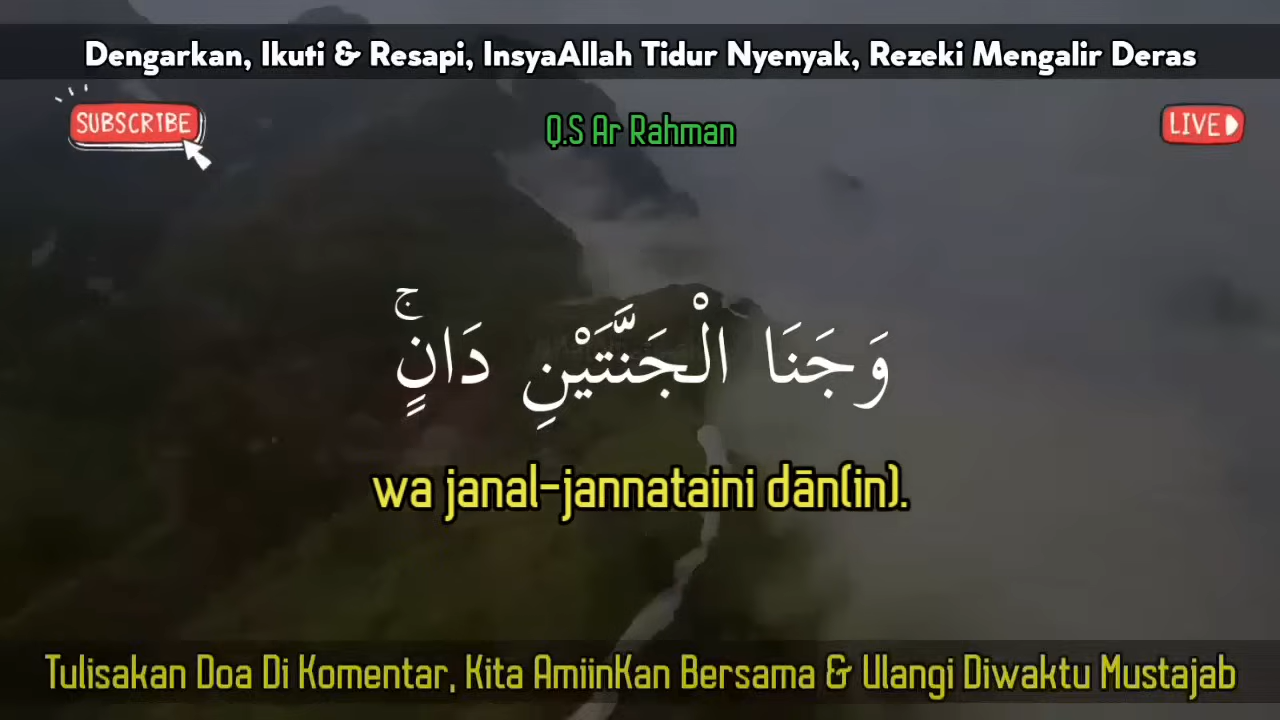 Dengarkan, Ikuti & Resapi, InsyaAllah Tidur Nyenyak, Rezeki Mengalir Deras
SUBSCRIBE
Q.S Ar Rahman
LIVE
وَجَنَا الْجَنَّتَيْنِ دَانٍۚ
wa janal-jannataini dān(in).
Tulisakan Doa Di Komentar, Kita AmiinKan Bersama & Ulangi Diwaktu Mustajab